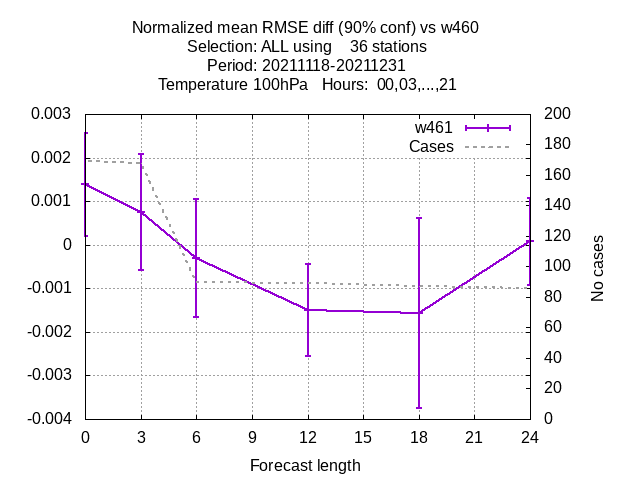 Normalized mean RMSE diff (90% conf) vs w460
Selection: ALL using    36 stations
Period: 20211118-20211231
Temperature 100hPa   Hours:  00,03,...,21
w461
Cases
0.003
0.002
0.001
0
-0.001
-0.002
-0.003
-0.004
200
180
160
140
120
100
80
60
40
20
0
No cases
0 3 6 9 12 15 18 21 24
Forecast length